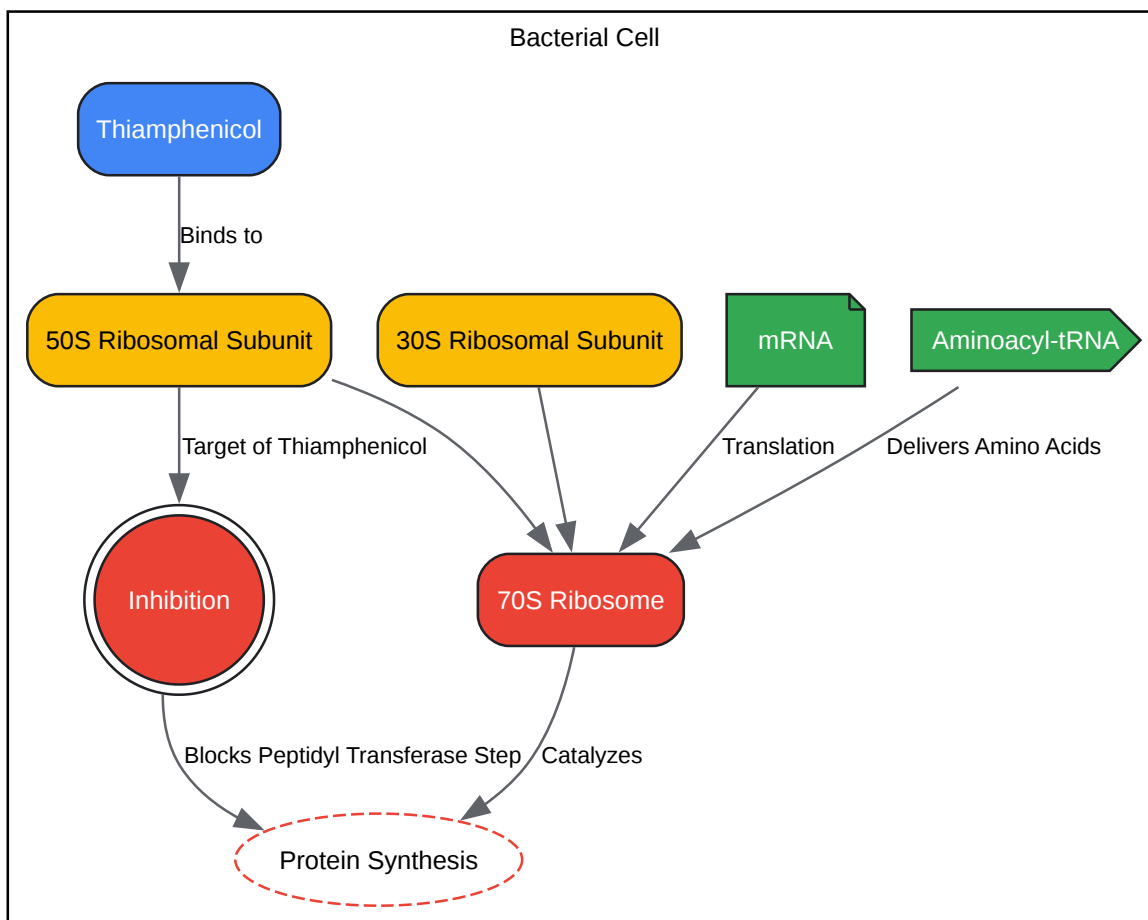 Bacterial Cell
Thiamphenicol
Binds to
50S Ribosomal Subunit
30S Ribosomal Subunit
mRNA
Aminoacyl-tRNA
Target of Thiamphenicol
Translation
Delivers Amino Acids
Inhibition
70S Ribosome
Blocks Peptidyl Transferase Step
Catalyzes
Protein Synthesis